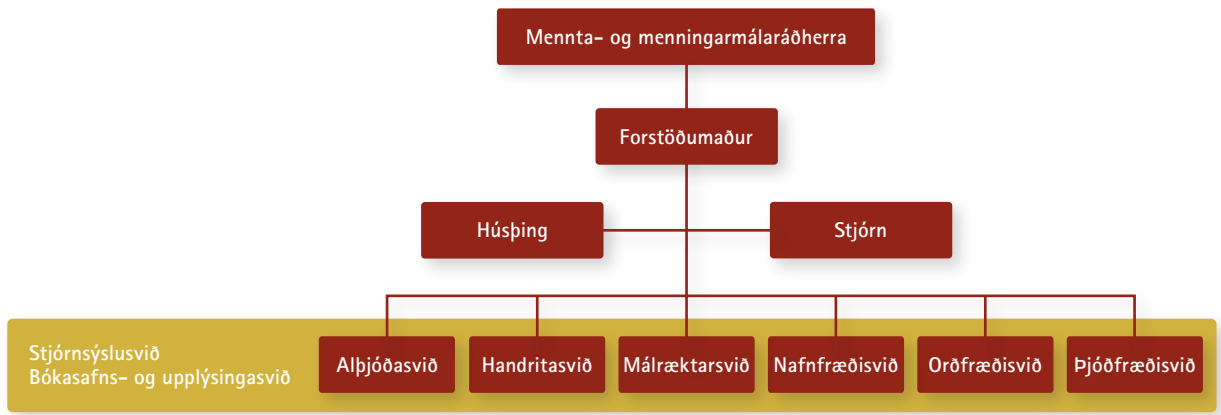 Mennta- og menningarmálaráðherra
Forstöðumaður
Húsþing
Stjórn
Stjórnsýslusvið
Bókasafns- og upplýsingasvið
Alþjóðasvið
Handritasvið
Málræktarsvið
Nafnfræðisvið
Orðfræðisvið
Þjóðfræðisvið